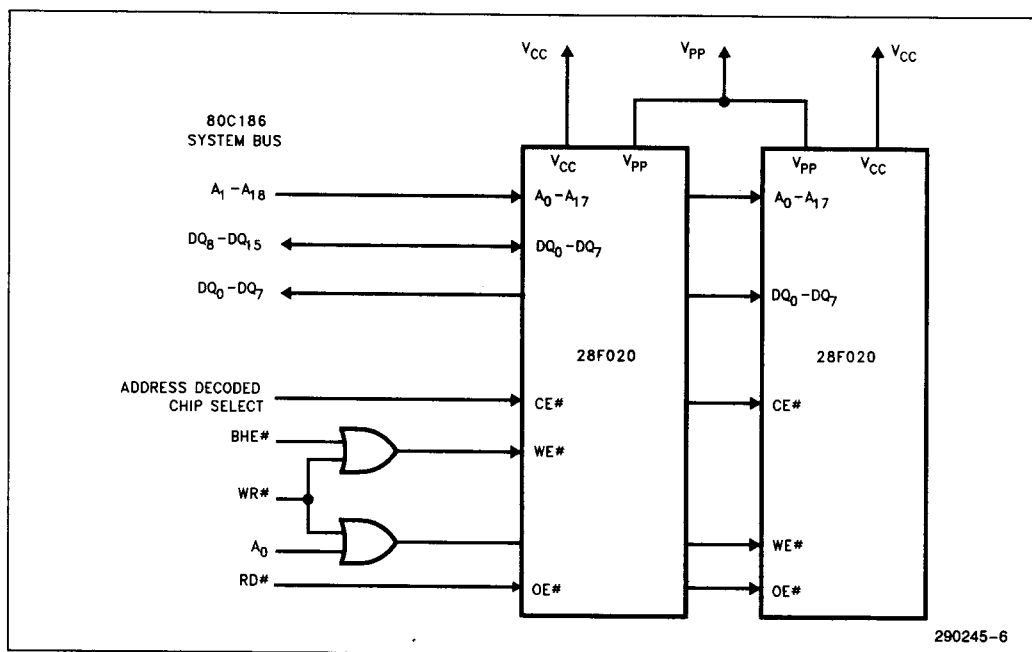 V_CC V_PP V_CC
80C186
SYSTEM BUS
V_CC V_PP V_PP V_CC
A_1-A_18 A_0-A_17 A_0-A_17
DQ_8-DQ_15 DQ_0-DQ_7
DQ_0-DQ_7 DQ_0-DQ_7
28F020 28F020
ADDRESS DECODED
CHIP SELECT CE# CE#
BHE# WE#
WR#
A_0 WE#
RD# OE# OE#
290245-6